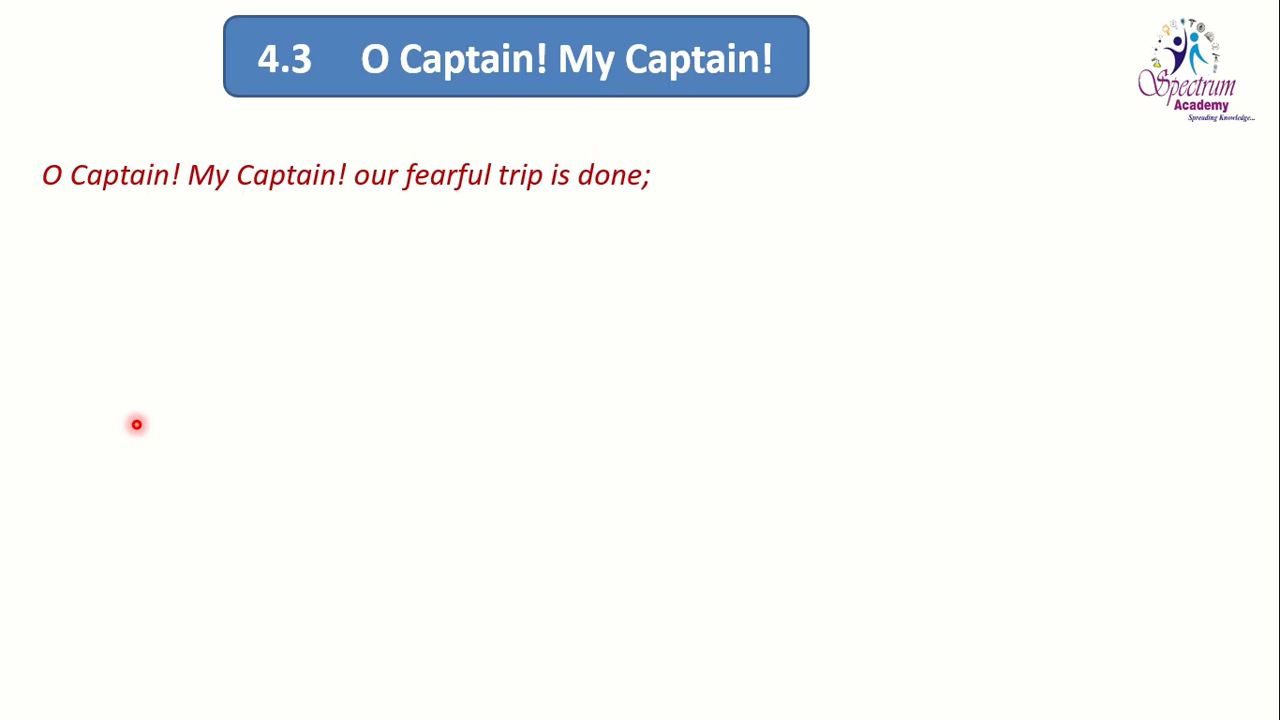 4.3 O Captain! My Captain!
Spectrum
Academy
Spreading Knowledge...
O Captain! My Captain! our fearful trip is done;